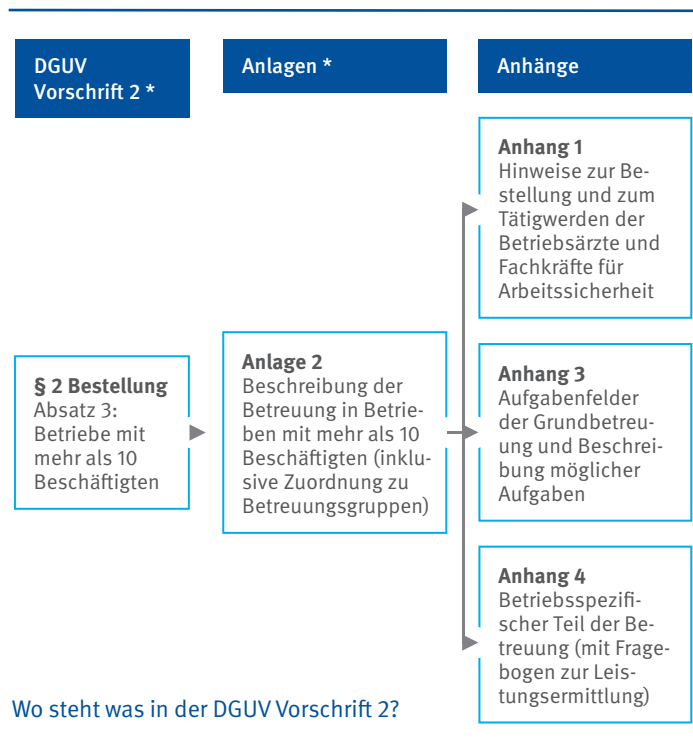 DGUV
Vorschrift 2 *
Anlagen *
Anhänge
Anhang 1
Hinweise zur Be-
stellung und zum
Tätigwerden der
Betriebsärzte und
Fachkräfte für
Arbeitssicherheit
§ 2 Bestellung
Absatz 3:
Betriebe mit
mehr als 10
Beschäftigten
Anlage 2
Beschreibung der
Betreuung in Betrie-
ben mit mehr als 10
Beschäftigten (inklu-
sive Zuordnung zu
Betreuungsgruppen)
Anhang 3
Aufgabenfelder
der Grundbetreu-
ung und Beschrei-
bung möglicher
Aufgaben
Anhang 4
Betriebsspezifi-
scher Teil der Be-
treuung (mit Frage-
bogen zur Leis-
tungsermittlung)
Wo steht was in der DGUV Vorschrift 2?